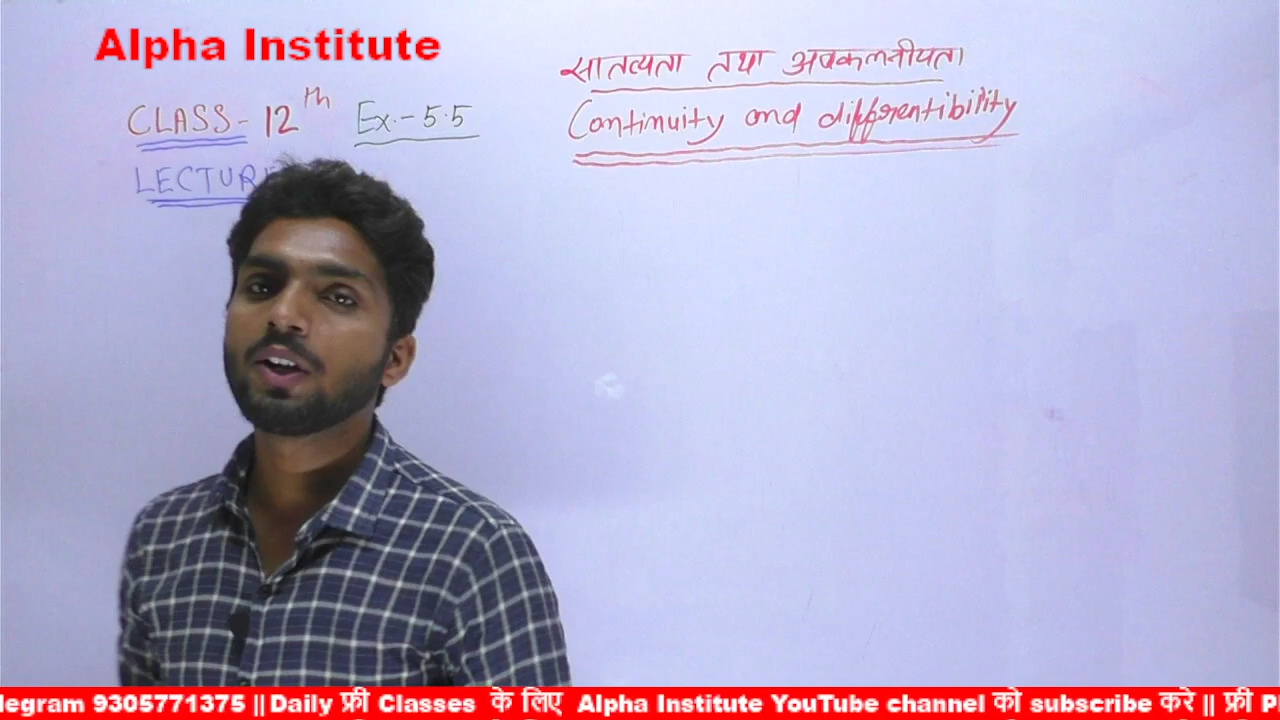 Alpha Institute
सातत्यता तथा अवकलनीयता
CLASS- 12th Ex.- 5.5
Continuity and differentibility
LECTURE
legram 9305771375 || Daily फ्री Classes के लिए Alpha Institute YouTube channel को subscribe करे || फ्री P